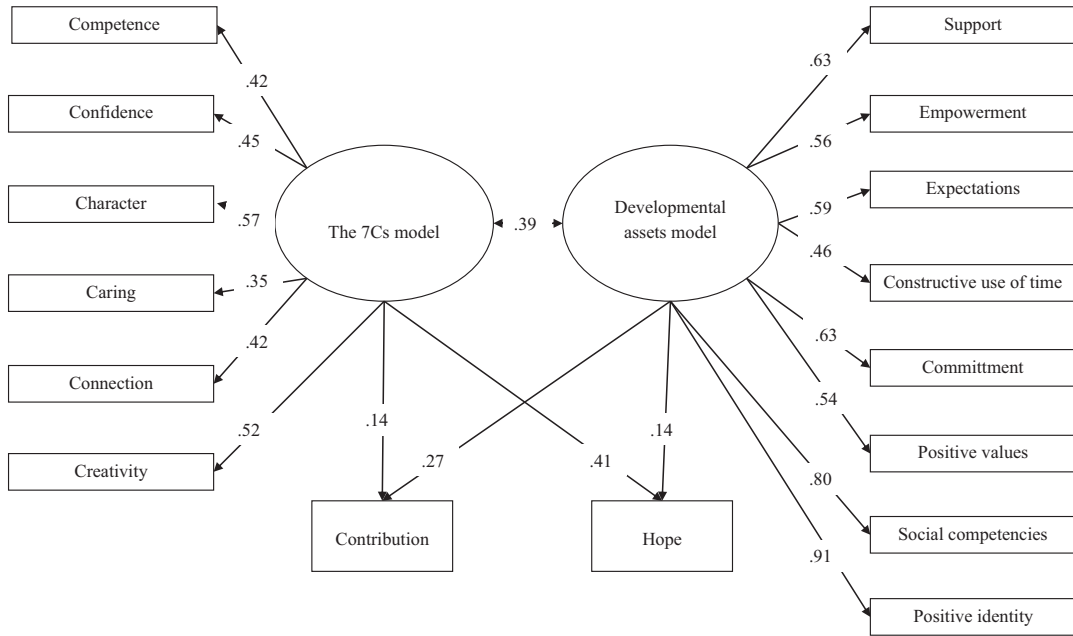 Competence
Support
.63
.42
Confidence
Empowerment
.45
.56
Character
Expectations
.57
.59
The 7Cs model
.39
Developmental
assets model
.46
Caring
.35
Constructive use of time
.42
.63
Connection
Committment
.52
.14
.14
.54
Creativity
.27
.41
Positive values
.80
Contribution
Hope
Social competencies
.91
Positive identity